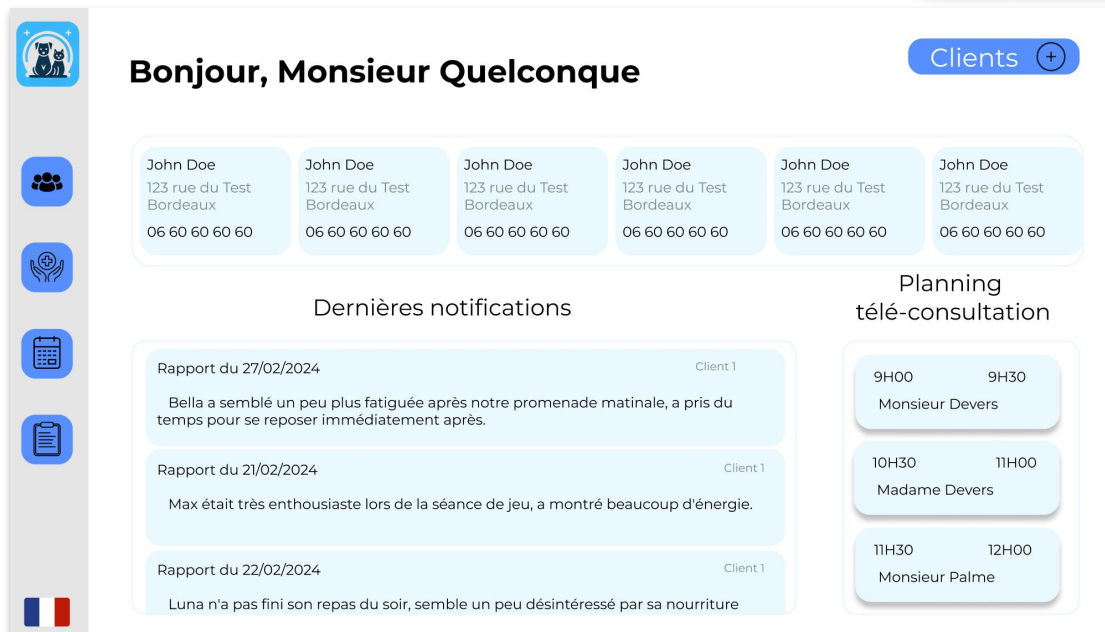 Bonjour, Monsieur Quelconque
Clients
John Doe
123 rue du Test
Bordeaux
06 60 60 60 60
John Doe
123 rue du Test
Bordeaux
06 60 60 60 60
John Doe
123 rue du Test
Bordeaux
06 60 60 60 60
John Doe
123 rue du Test
Bordeaux
06 60 60 60 60
John Doe
123 rue du Test
Bordeaux
06 60 60 60 60
John Doe
123 rue du Test
Bordeaux
06 60 60 60 60
Dernières notifications
Rapport du 27/02/2024
Client 1
Bella a semblé un peu plus fatiguée après notre promenade matinale, a pris du
temps pour se reposer immédiatement après.
Rapport du 21/02/2024
Client 1
Max était très enthousiaste lors de la séance de jeu, a montré beaucoup d'énergie.
Rapport du 22/02/2024
Client 1
Luna n'a pas fini son repas du soir, semble un peu désintéressé par sa nourriture
Planning
télé-consultation
9H00 9H30
Monsieur Devers
10H30 11H00
Madame Devers
11H30 12H00
Monsieur Palme